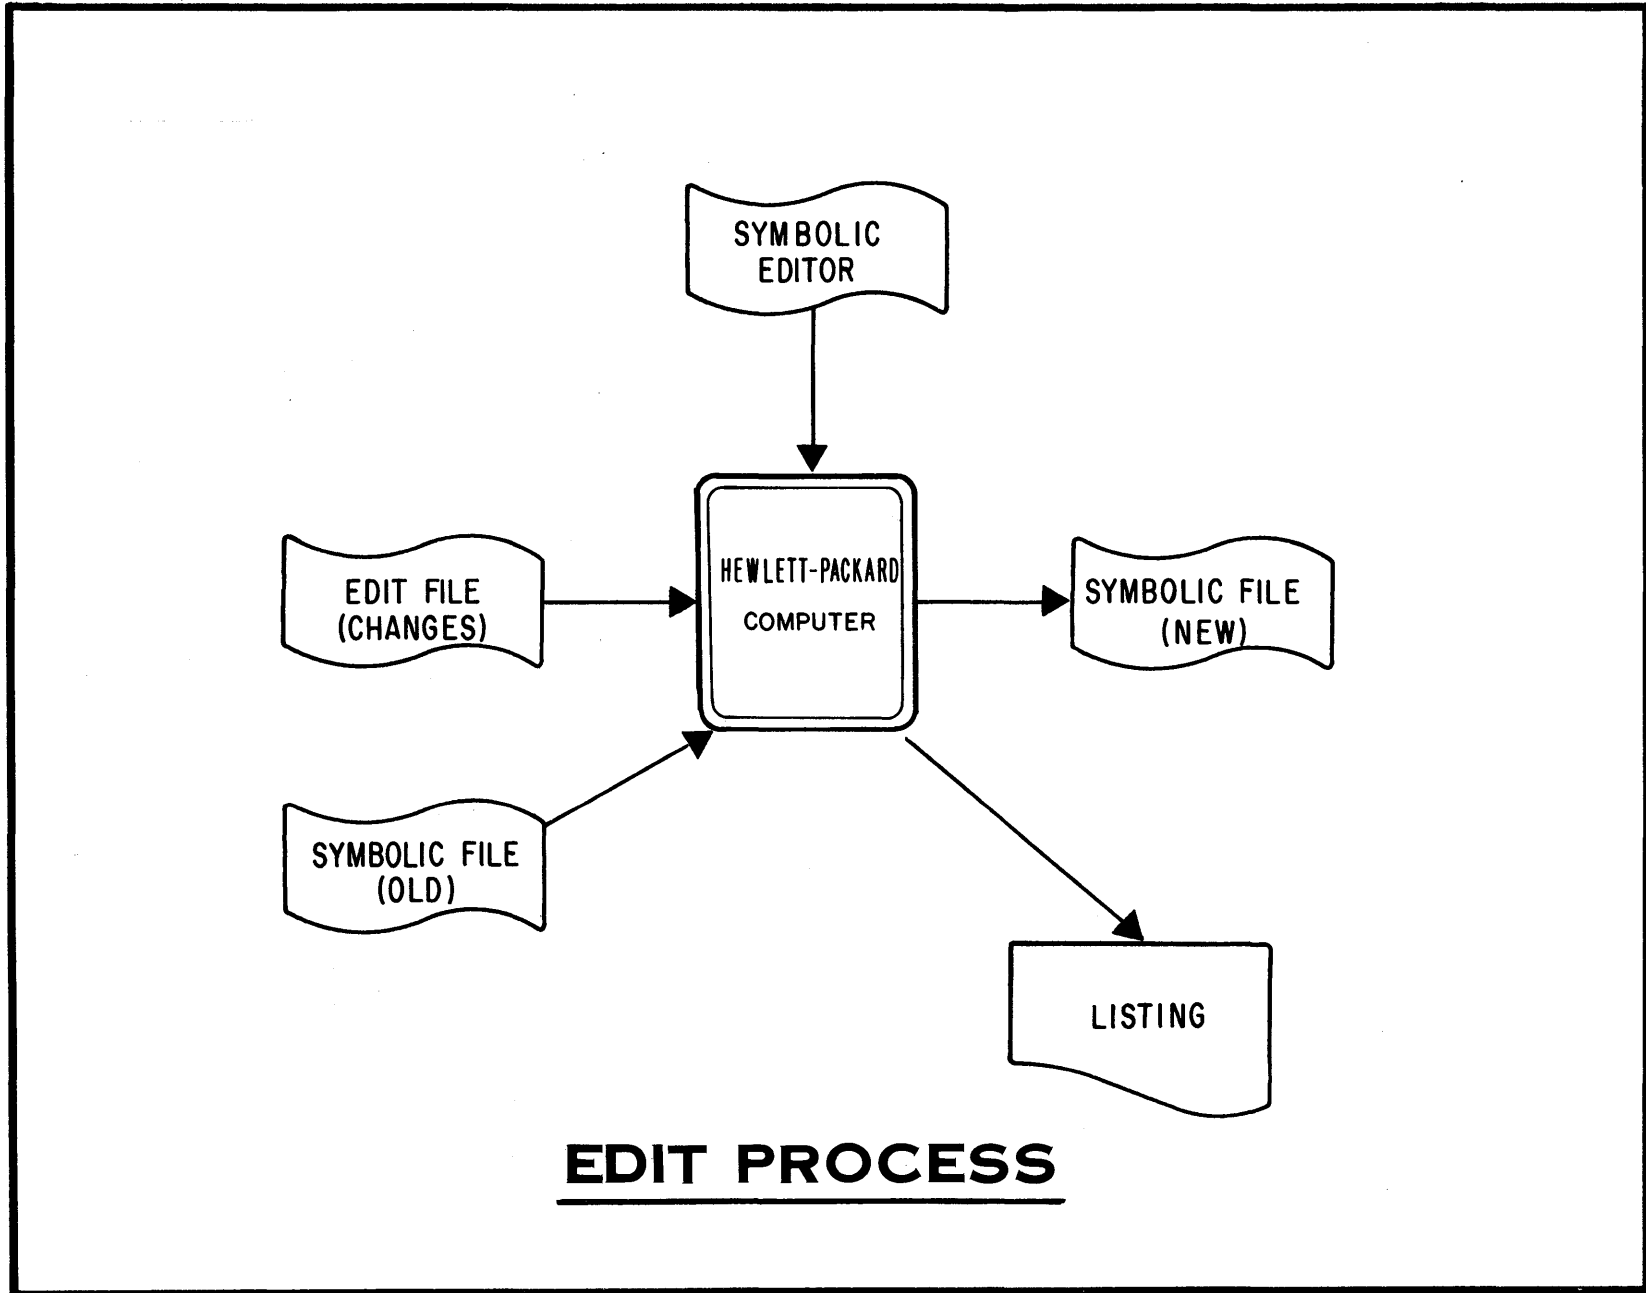 SYMBOLIC
EDITOR
HEWLETT-PACKARD
COMPUTER
EDIT FILE
(CHANGES)
SYMBOLIC FILE
(NEW)
SYMBOLIC FILE
(OLD)
LISTING
EDIT PROCESS